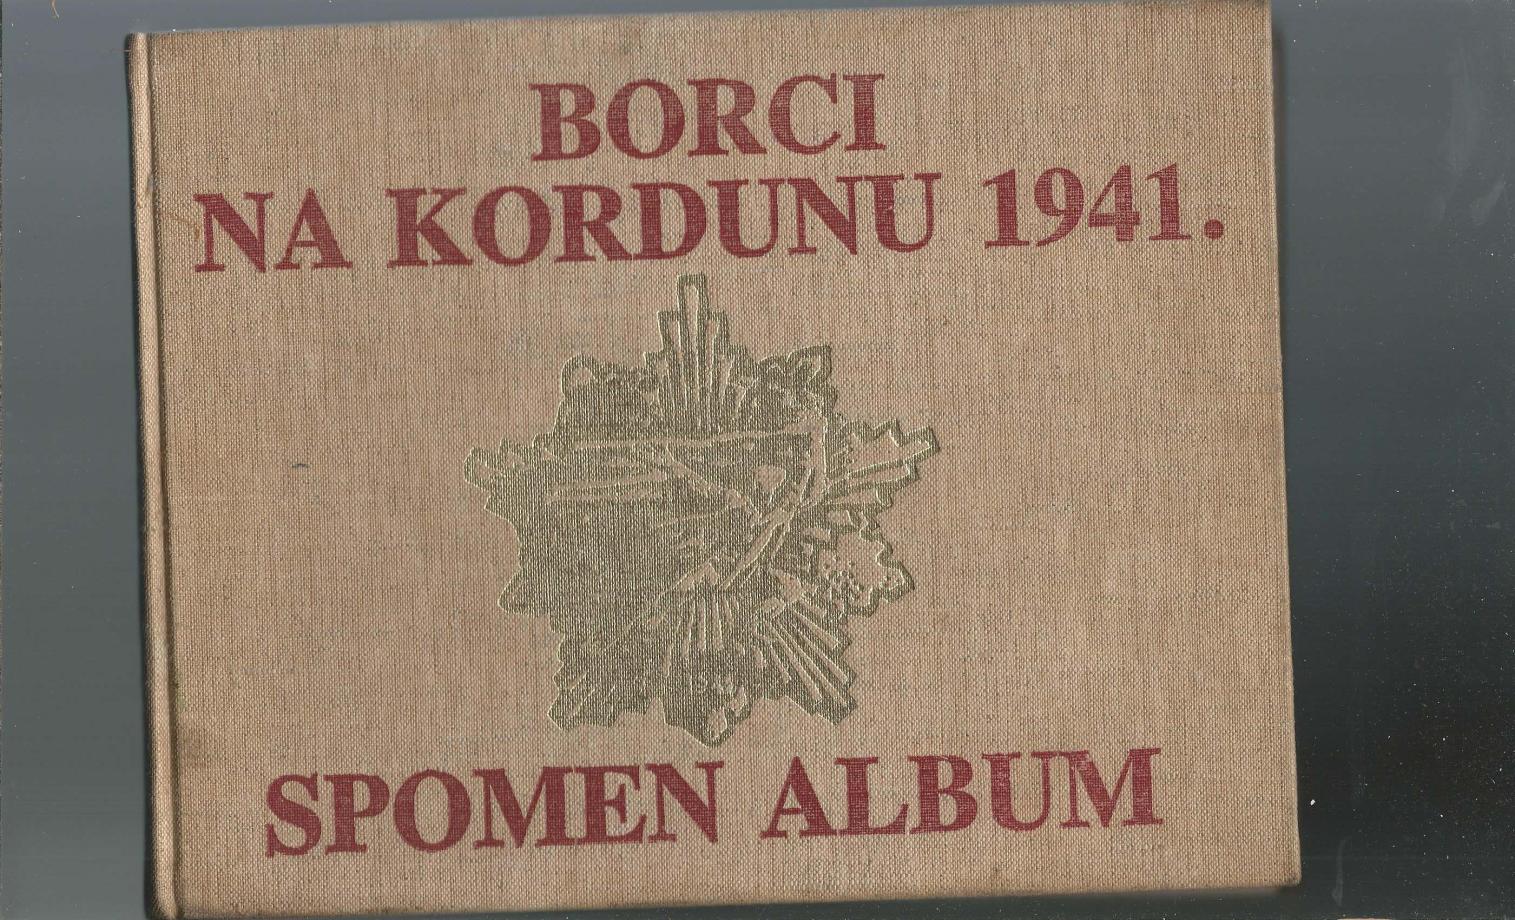 BORCI
NA KORDUNU 1941.
SPOMEN ALBUM